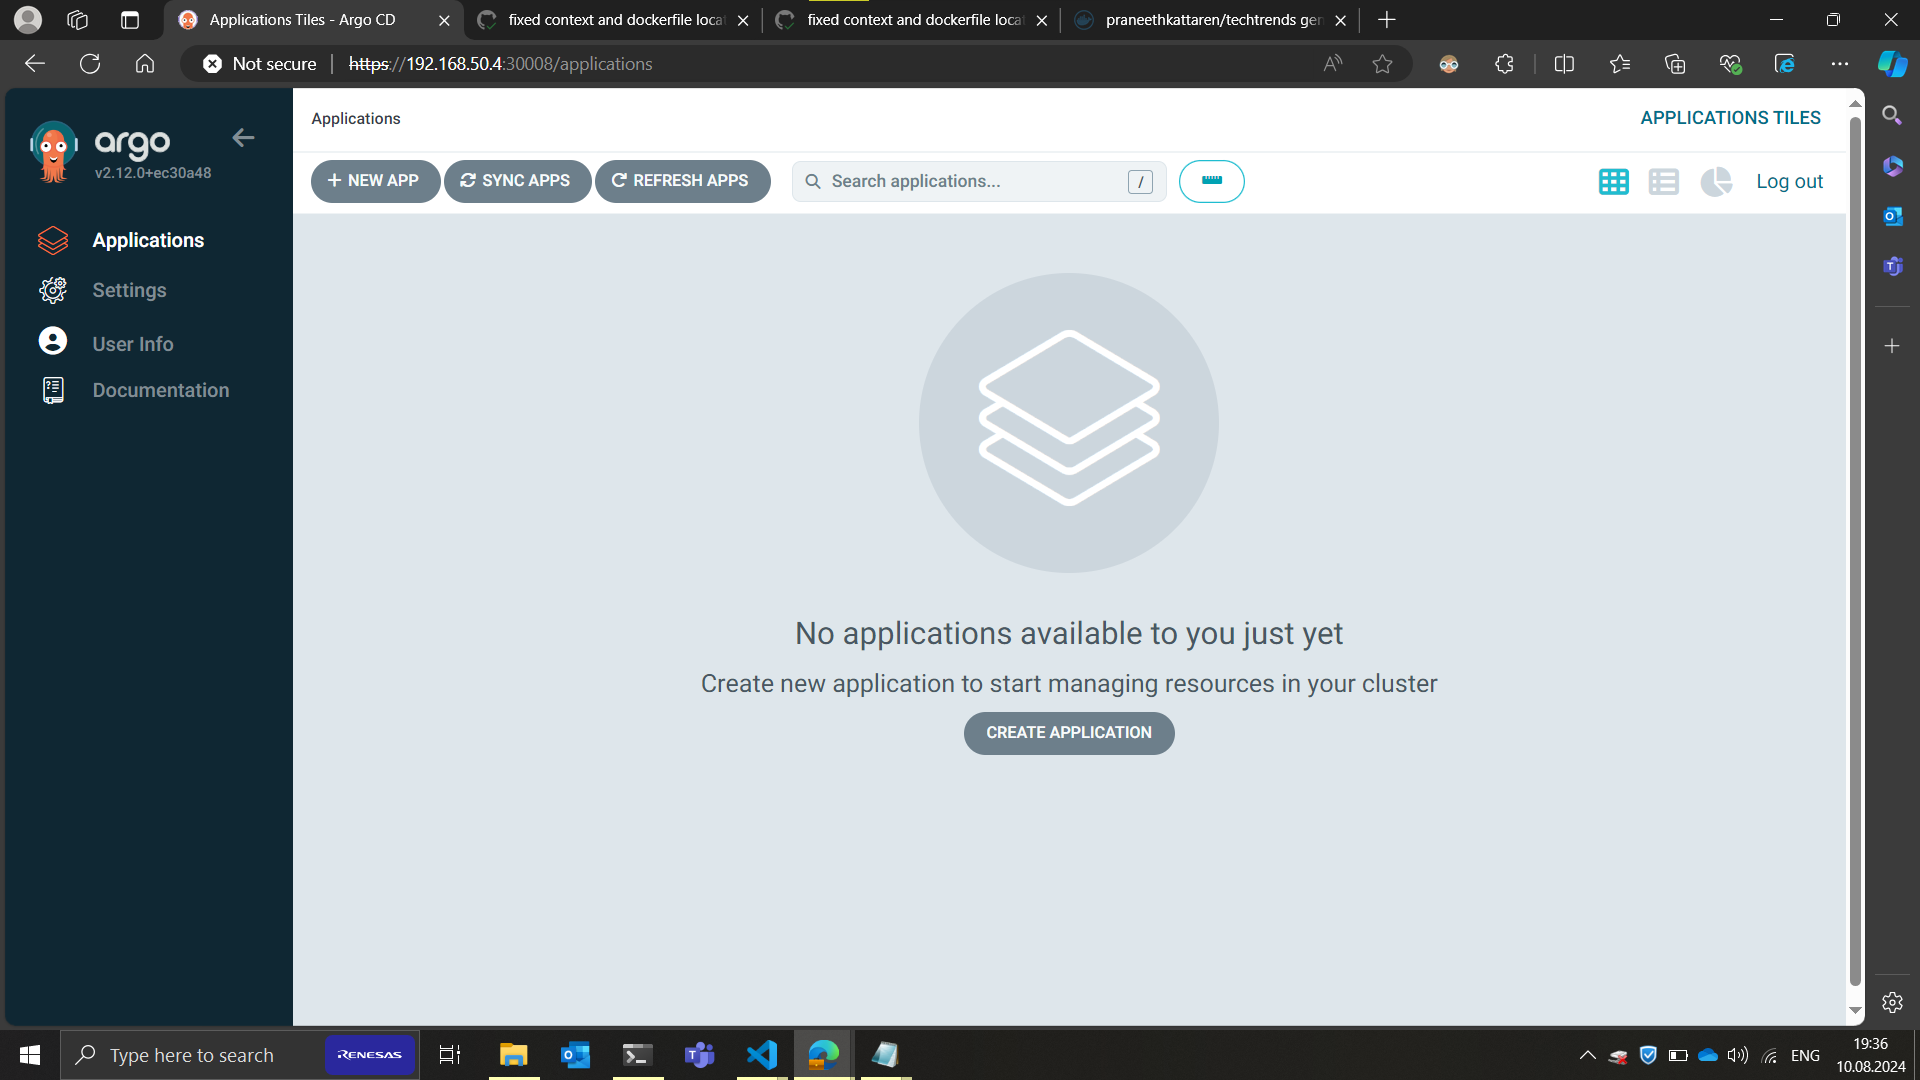 Applications Tiles - Argo CD
fixed context and dockerfile locat
fixed context and dockerfile locat
praneethkattaren/techtrends gen
Not secure
https://192.168.50.4:30008/applications
argo
v2.12.0+ec30a48
Applications
Settings
User Info
Documentation
Applications
APPLICATIONS TILES
+ NEW APP
SYNC APPS
REFRESH APPS
Search applications...
/
Log out
No applications available to you just yet
Create new application to start managing resources in your cluster
CREATE APPLICATION
Type here to search
RENESAS
ENG
19:36
10.08.2024